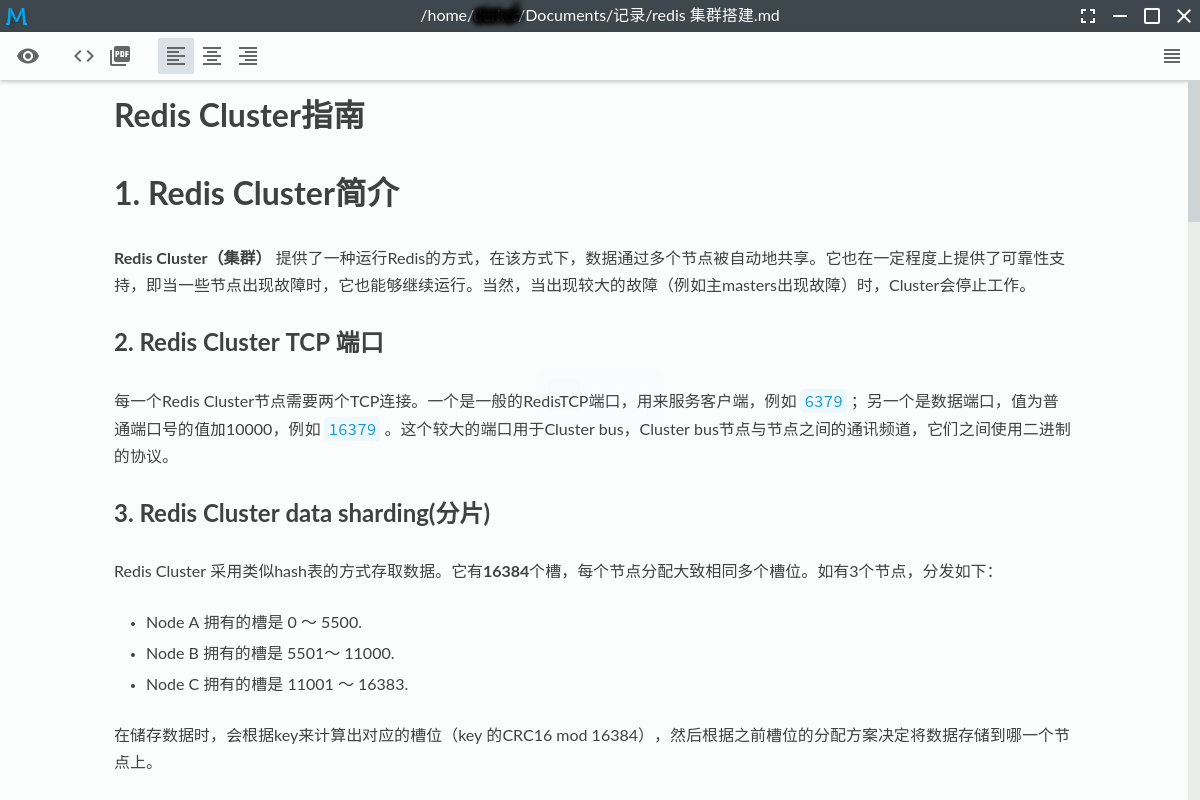 M
/home/ /Documents/记录/redis 集群搭建.md
PDF
Redis Cluster指南
1. Redis Cluster简介
Redis Cluster（集群） 提供了一种运行Redis的方式，在该方式下，数据通过多个节点被自动地共享。它也在一定程度上提供了可靠性支
持，即当一些节点出现故障时，它也能够继续运行。当然，当出现较大的故障（例如主masters出现故障）时，Cluster会停止工作。
2. Redis Cluster TCP 端口
每一个Redis Cluster节点需要两个TCP连接。一个是一般的RedisTCP端口，用来服务客户端，例如 6379 ；另一个是数据端口，值为普
通端口号的值加10000，例如 16379 。这个较大的端口用于Cluster bus，Cluster bus节点与节点之间的通讯频道，它们之间使用二进制
的协议。
3. Redis Cluster data sharding(分片)
Redis Cluster 采用类似hash表的方式存取数据。它有16384个槽，每个节点分配大致相同多个槽位。如有3个节点，分发如下：
• Node A 拥有的槽是 0 ～ 5500.
• Node B 拥有的槽是 5501～ 11000.
• Node C 拥有的槽是 11001 ～ 16383.
在储存数据时，会根据key来计算出对应的槽位（key 的CRC16 mod 16384），然后根据之前槽位的分配方案决定将数据存储到哪一个节
点上。